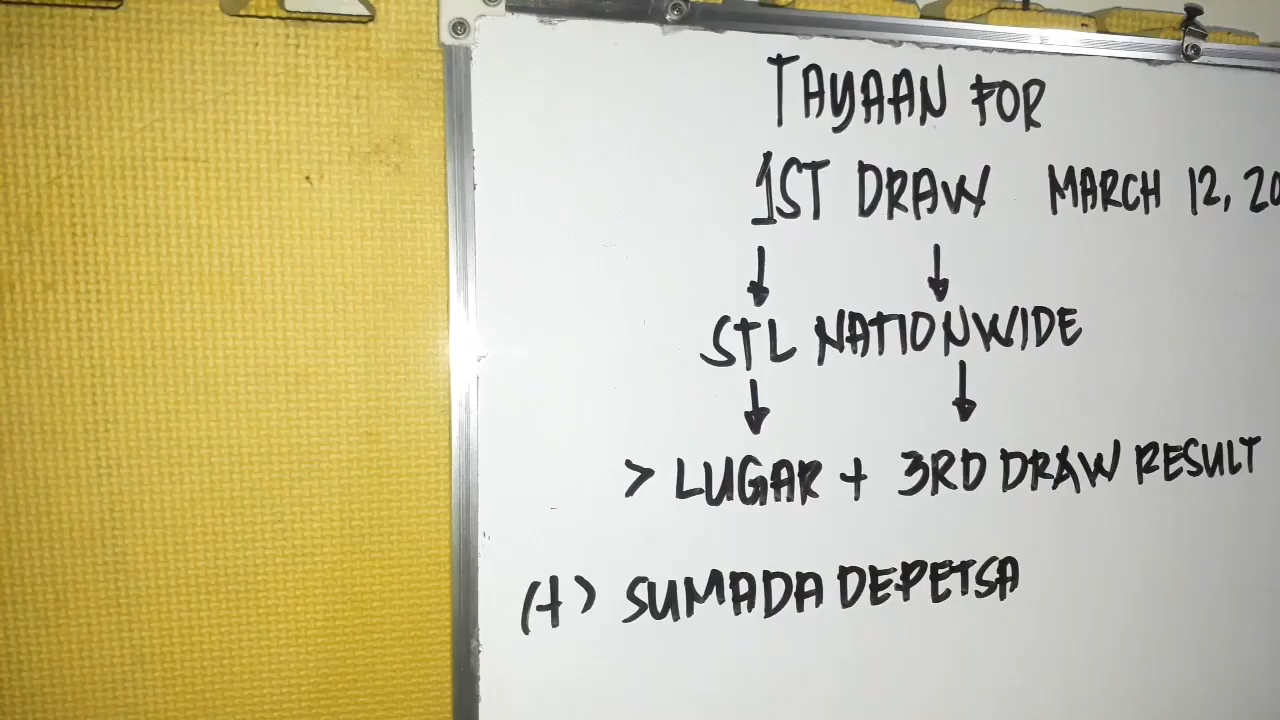 TAYAAN FOR
1ST DRAW MARCH 12, 20
STL NATIONWIDE
> LUGAR + 3RD DRAW RESULT
(+) SUMADA DEPETSA